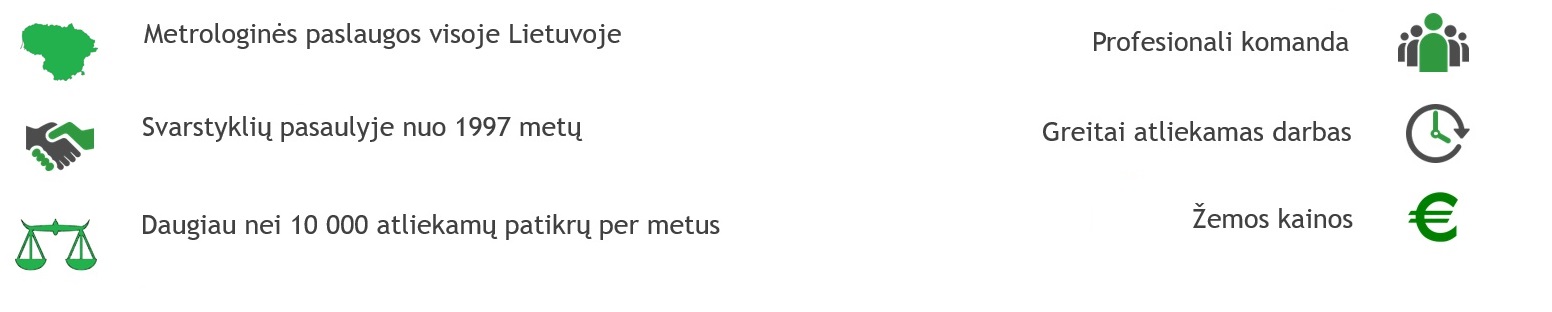 Metrologinės paslaugos visoje Lietuvoje
Svarstyklių pasaulyje nuo 1997 metų
Daugiau nei 10 000 atliekamų patikrų per metus
Profesionali komanda
Greitai atliekamas darbas
Žemos kainos